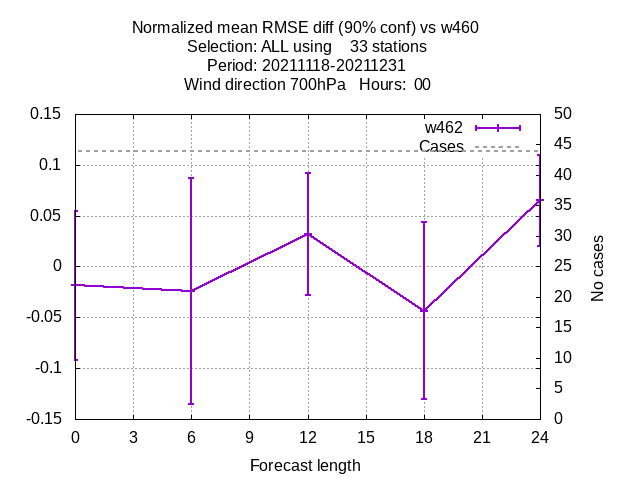 Normalized mean RMSE diff (90% conf) vs w460
Selection: ALL using    33 stations
Period: 20211118-20211231
Wind direction 700hPa   Hours:  00
w462
Cases
0.15
0.1
0.05
0
-0.05
-0.1
-0.15
50
45
40
35
30
25
20
15
10
5
0
No cases
0 3 6 9 12 15 18 21 24
Forecast length